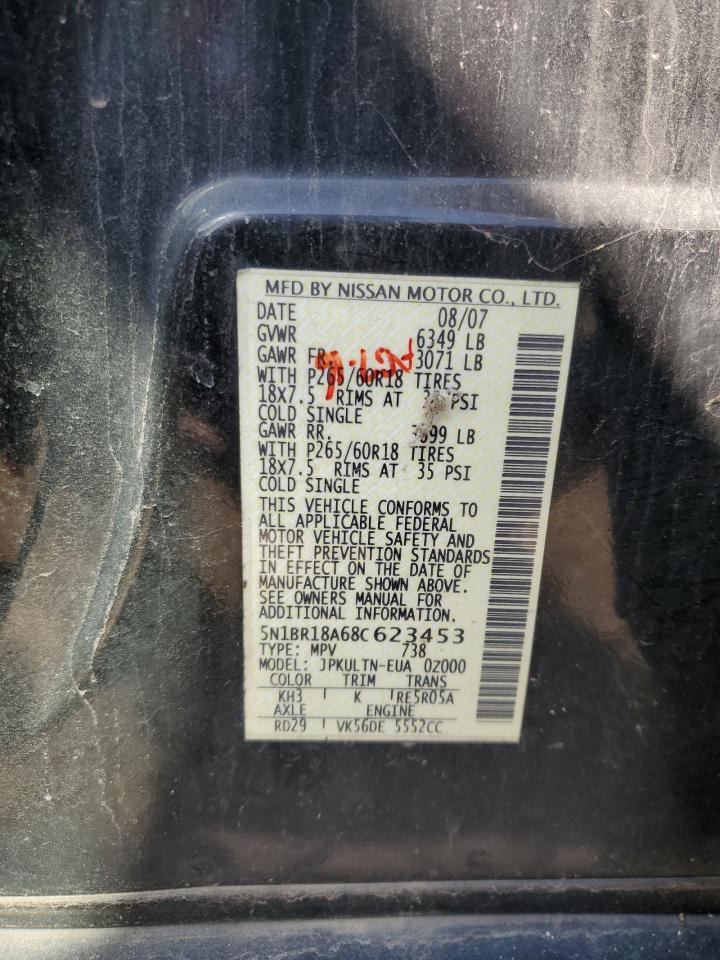 MFD BY NISSAN MOTOR CO., LTD.
DATE 08/07
GVWR 6349 LB
GAWR FR. 3071 LB
WITH P265/60R18 TIRES
18X7.5 RIMS AT PSI
COLD SINGLE
GAWR RR. LB
WITH P265/60R18 TIRES
18X7.5 RIMS AT 35 PSI
COLD SINGLE
THIS VEHICLE CONFORMS TO
ALL APPLICABLE FEDERAL
MOTOR VEHICLE SAFETY AND
THEFT PREVENTION STANDARDS
IN EFFECT ON THE DATE OF
MANUFACTURE SHOWN ABOVE.
SEE OWNERS MANUAL FOR
ADDITIONAL INFORMATION.
5N1BR18A68C623453
TYPE: MPV 738
MODEL: JPKULTN-EUA 0Z000
COLOR TRIM TRANS
KH3 K RE5R05A
AXLE ENGINE
RD29 VK56DE 5552CC